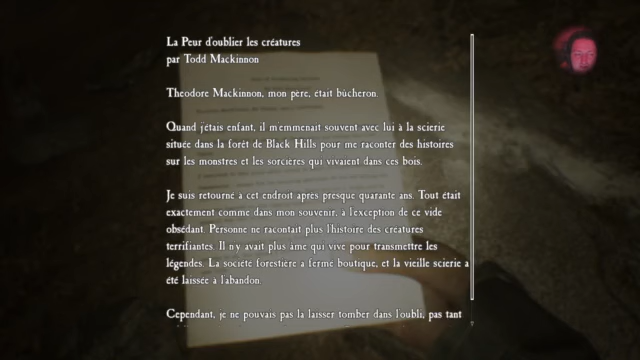 La Peur d'oublier les créatures
par Todd Mackinnon
Theodore Mackinnon, mon père, était bûcheron.
Quand j'étais enfant, il m'emmenait souvent avec lui à la scierie
située dans la forêt de Black Hills pour me raconter des histoires
sur les monstres et les sorcières qui vivaient dans ces bois.
Je suis retourné à cet endroit après presque quarante ans. Tout était
exactement comme dans mon souvenir, à l'exception de ce vide
obsédant. Personne ne racontait plus l'histoire des créatures
terrifiantes. Il n'y avait plus âme qui vive pour transmettre les
légendes. La société forestière a fermé boutique, et la vieille scierie a
été laissée à l'abandon.
Cependant, je ne pouvais pas la laisser tomber dans l'oubli, pas tant